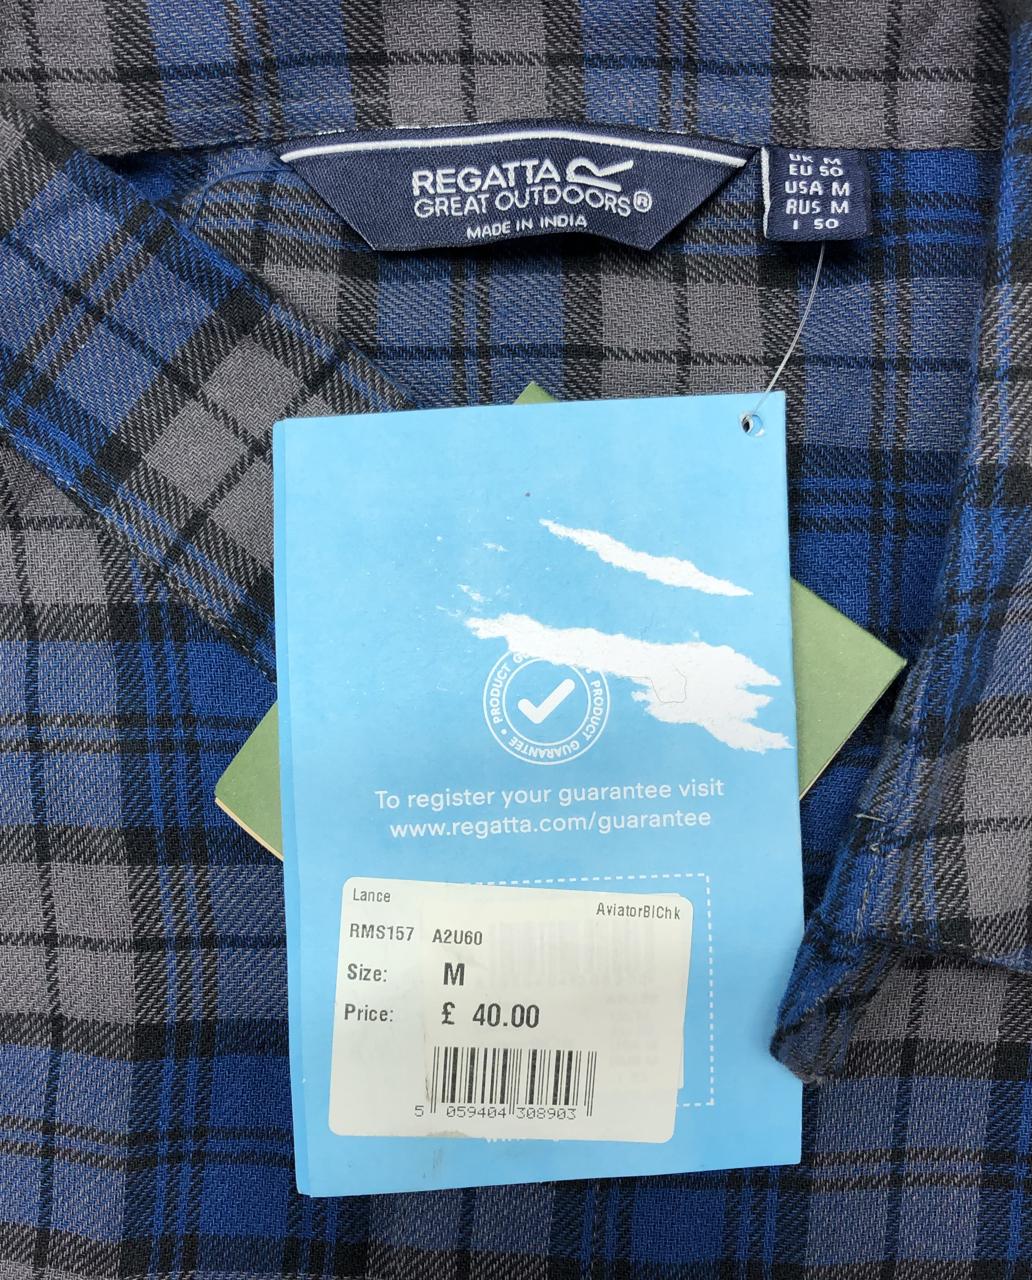 REGATTA
GREAT OUTDOORS®
MADE IN INDIA
UK M
EU 50
USA M
RUS M
I 50
PRODUCT GUARANTEE
To register your guarantee visit
www.regatta.com/guarantee
Lance AviatorBlChk
RMS157 A2U60
Size: M
Price: £ 40.00
5 059404 308903